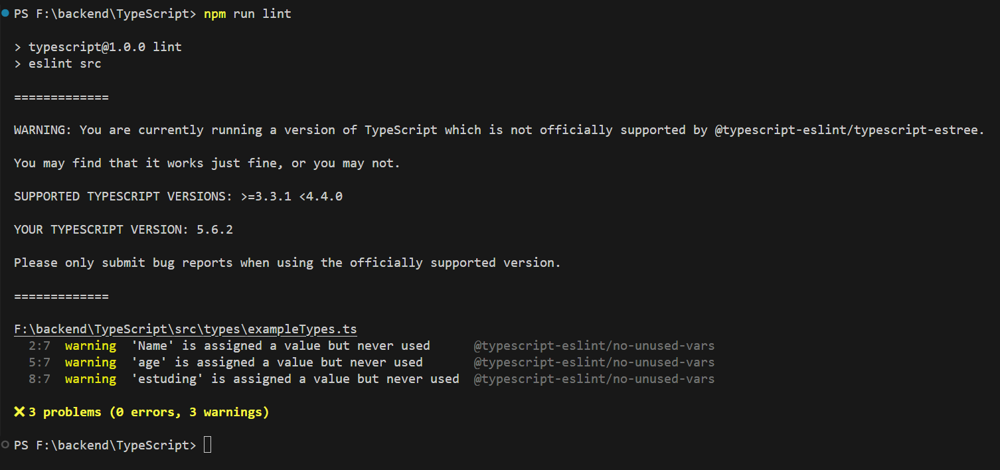 PS F:\backend\TypeScript> npm run lint
> typescript@1.0.0 lint
> eslint src
=============
WARNING: You are currently running a version of TypeScript which is not officially supported by @typescript-eslint/typescript-estree.
You may find that it works just fine, or you may not.
SUPPORTED TYPESCRIPT VERSIONS: >=3.3.1 <4.4.0
YOUR TYPESCRIPT VERSION: 5.6.2
Please only submit bug reports when using the officially supported version.
=============
F:\backend\TypeScript\src\types\exampleTypes.ts
2:7 warning 'Name' is assigned a value but never used @typescript-eslint/no-unused-vars
5:7 warning 'age' is assigned a value but never used @typescript-eslint/no-unused-vars
8:7 warning 'estuding' is assigned a value but never used @typescript-eslint/no-unused-vars
✖ 3 problems (0 errors, 3 warnings)
PS F:\backend\TypeScript>